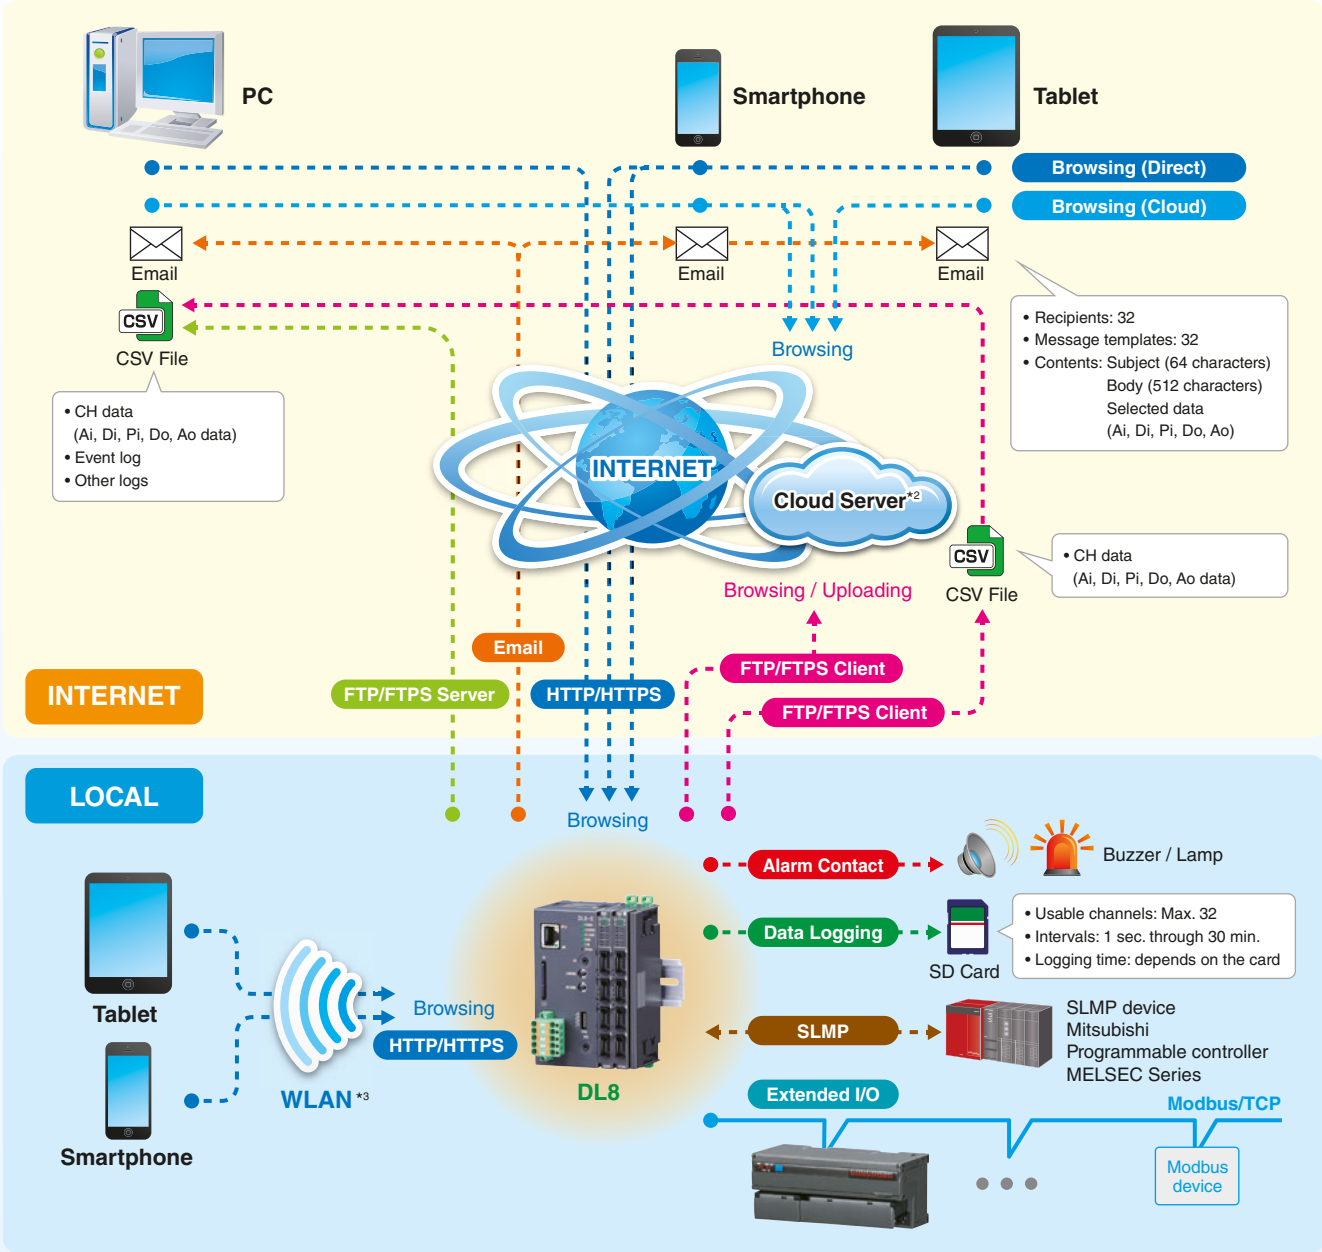 PC
Smartphone
Tablet
Browsing (Direct)
Browsing (Cloud)
Email
Email
Email
CSV
CSV File
• CH data
(Ai, Di, Pi, Do, Ao data)
• Event log
• Other logs
Browsing
• Recipients: 32
• Message templates: 32
• Contents: Subject (64 characters)
Body (512 characters)
Selected data
(Ai, Di, Pi, Do, Ao)
INTERNET
Cloud Server*2
CSV
CSV File
• CH data
(Ai, Di, Pi, Do, Ao data)
Browsing / Uploading
Email
FTP/FTPS Client
FTP/FTPS Server
HTTP/HTTPS
FTP/FTPS Client
INTERNET
LOCAL
Browsing
Alarm Contact
Buzzer / Lamp
Data Logging
SD Card
• Usable channels: Max. 32
• Intervals: 1 sec. through 30 min.
• Logging time: depends on the card
Tablet
Smartphone
WLAN *3
Browsing
HTTP/HTTPS
DL8
SLMP
SLMP device
Mitsubishi
Programmable controller
MELSEC Series
Extended I/O
Modbus/TCP
Modbus
device